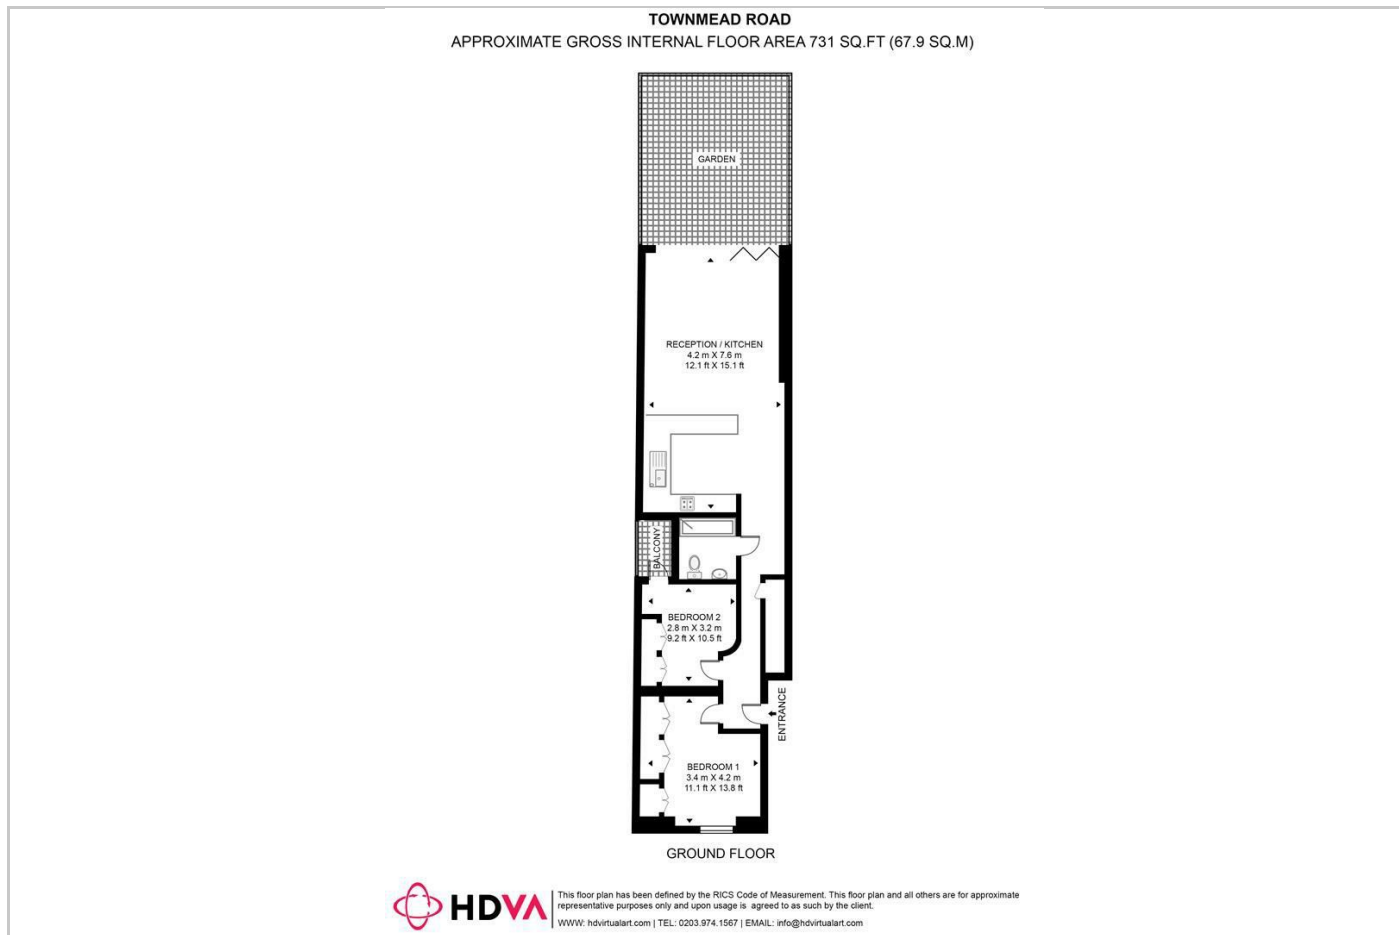 TOWNMEAD ROAD
APPROXIMATE GROSS INTERNAL FLOOR AREA 731 SQ.FT (67.9 SQ.M)
GARDEN
RECEPTION / KITCHEN
4.2 m X 7.6 m
12.1 ft X 15.1 ft
BALCONY
BEDROOM 2
2.8 m X 3.2 m
9.2 ft X 10.5 ft
ENTRANCE
BEDROOM 1
3.4 m X 4.2 m
11.1 ft X 13.8 ft
GROUND FLOOR
HDVA
This floor plan has been defined by the RICS Code of Measurement. This floor plan and all others are for approximate
representative purposes only and upon usage is agreed to as such by the client.
WWW: hdvirtualart.com | TEL: 0203.974.1567 | EMAIL: info@hdvirtualart.com